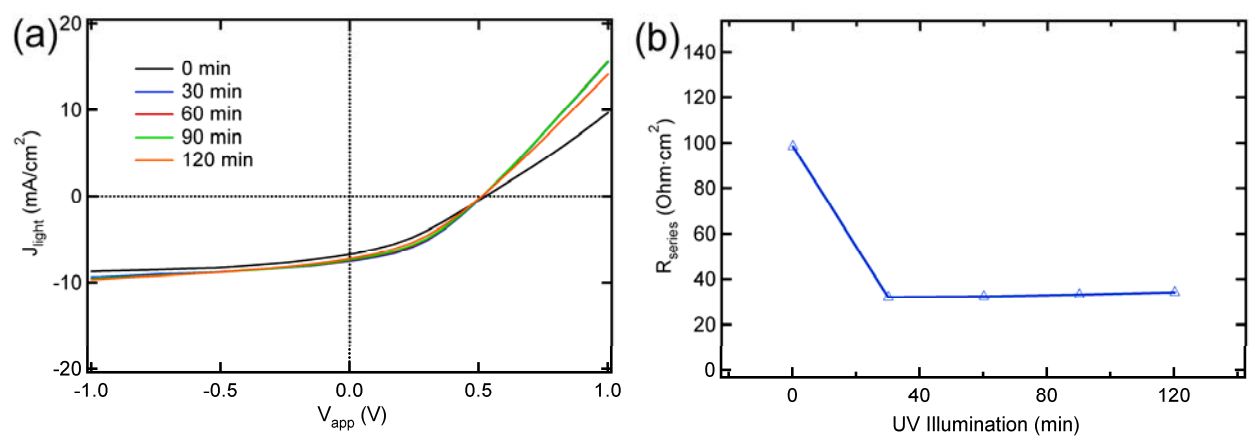 (a)
20
10
0
-10
-20
J_light (mA/cm²)
0 min
30 min
60 min
90 min
120 min
-1.0 -0.5 0.0 0.5 1.0
V_app (V)
(b)
140
120
100
80
60
40
20
0
R_series (Ohm·cm²)
0 40 80 120
UV Illumination (min)